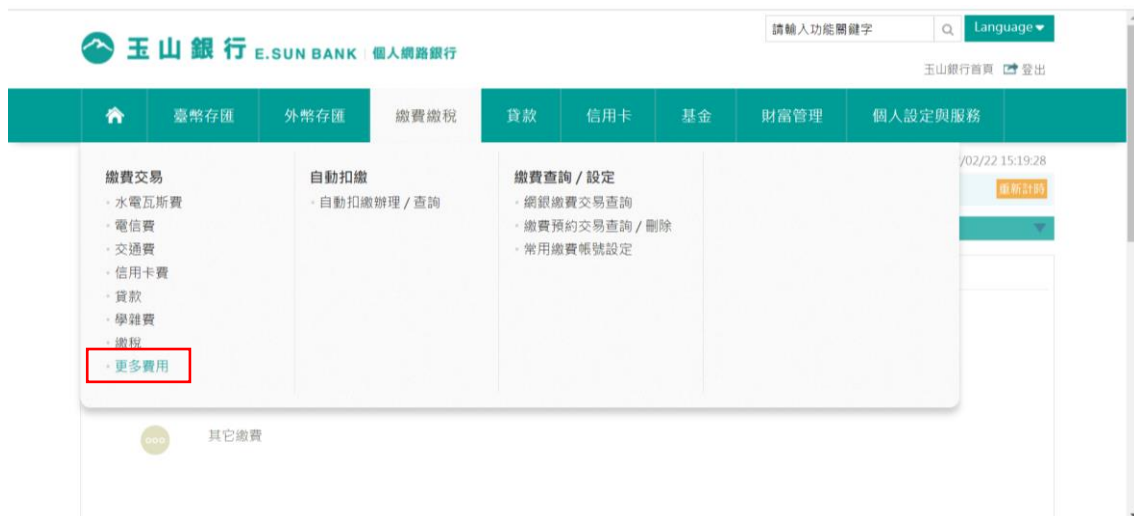 請輸入功能關鍵字
Language
玉山銀行 E.SUN BANK 個人網路銀行
玉山銀行首頁 登出
臺幣存匯 外幣存匯 繳費繳稅 貸款 信用卡 基金 財富管理 個人設定與服務
/02/22 15:19:28
重新計時
繳費交易
· 水電瓦斯費
· 電信費
· 交通費
· 信用卡費
· 貸款
· 學雜費
· 繳稅
· 更多費用
自動扣繳
· 自動扣繳辦理 / 查詢
繳費查詢 / 設定
· 網銀繳費交易查詢
· 繳費預約交易查詢 / 刪除
· 常用繳費帳號設定
其它繳費